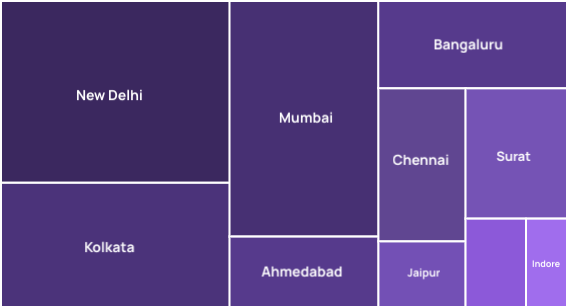 New Delhi
Mumbai
Bangaluru
Chennai
Surat
Kolkata
Ahmedabad
Jaipur
Indore